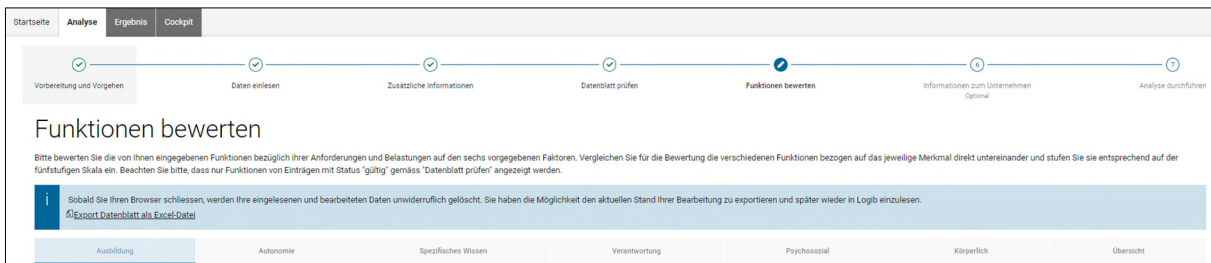 Startseite Analyse Ergebnis Cockpit
6 7
Vorbereitung und Vorgehen Daten einlesen Zusätzliche Informationen Datenblatt prüfen Funktionen bewerten Informationen zum Unternehmen Analyse durchführen
Optional
Funktionen bewerten
Bitte bewerten Sie die von Ihnen eingegebenen Funktionen bezüglich ihrer Anforderungen und Belastungen auf den sechs vorgegebenen Faktoren. Vergleichen Sie für die Bewertung die verschiedenen Funktionen bezogen auf das jeweilige Merkmal direkt untereinander und stufen Sie sie entsprechend auf der
fünfstufigen Skala ein. Beachten Sie bitte, dass nur Funktionen von Einträgen mit Status "gültig" gemäss "Datenblatt prüfen" angezeigt werden.
i Sobald Sie Ihren Browser schliessen, werden Ihre eingelesenen und bearbeiteten Daten unwiderruflich gelöscht. Sie haben die Möglichkeit den aktuellen Stand Ihrer Bearbeitung zu exportieren und später wieder in Logib einzulesen.
Export Datenblatt als Excel-Datei
Ausbildung Autonomie Spezifisches Wissen Verantwortung Psychosozial Körperlich Übersicht